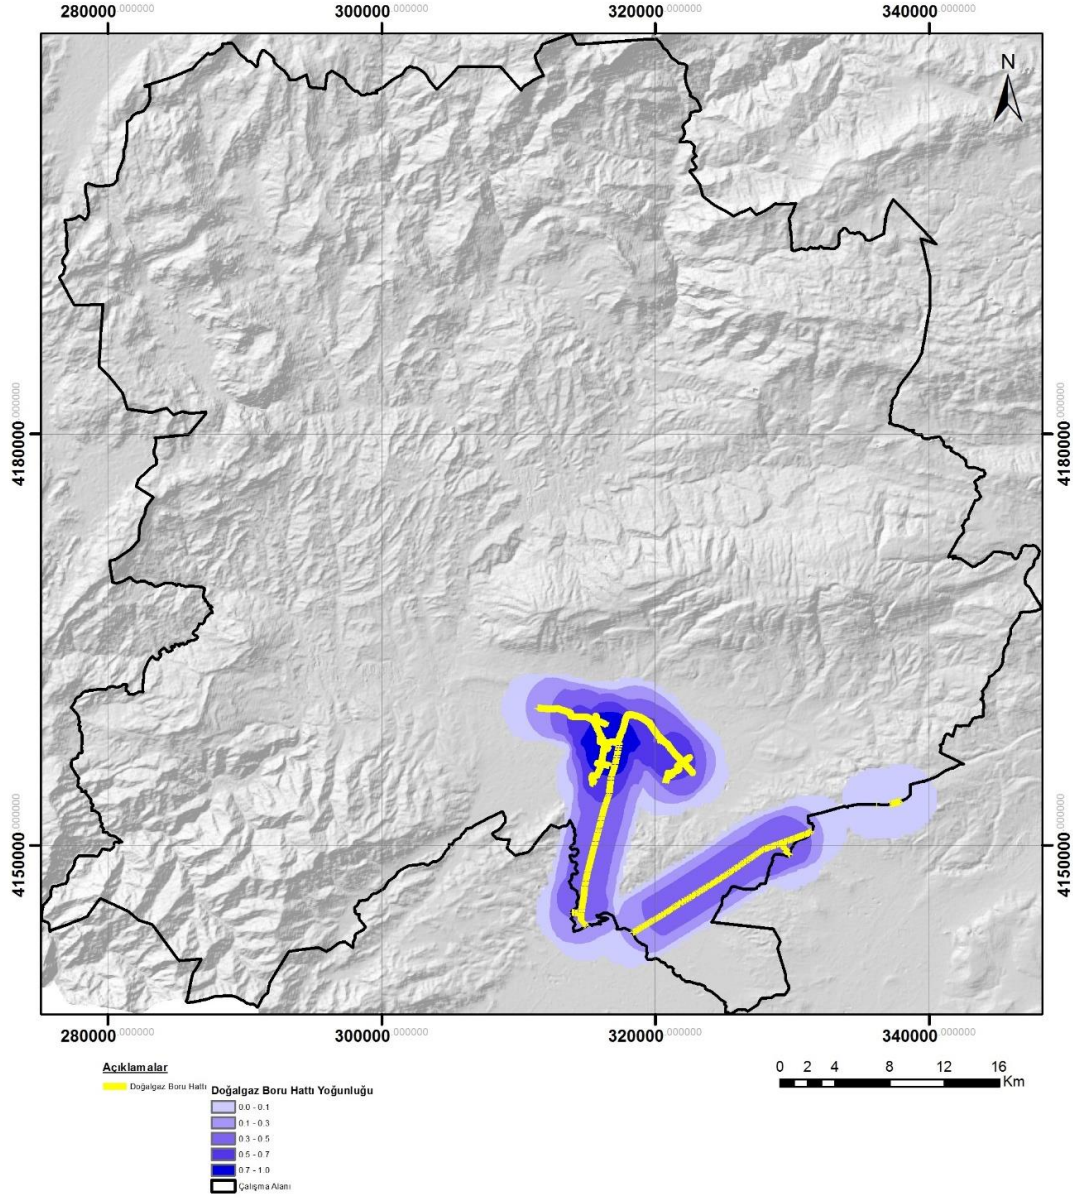 280000.000000 300000.000000 320000.000000 340000.000000
N
4180000.000000 4180000.000000
4150000.000000 4150000.000000
280000.000000 300000.000000 320000.000000 340000.000000
Açıklamalar
Doğalgaz Boru Hattı
Doğalgaz Boru Hattı Yoğunluğu
0.0 - 0.1
0.1 - 0.3
0.3 - 0.5
0.5 - 0.7
0.7 - 1.0
Çalışma Alanı
0 2 4 8 12 16
Km